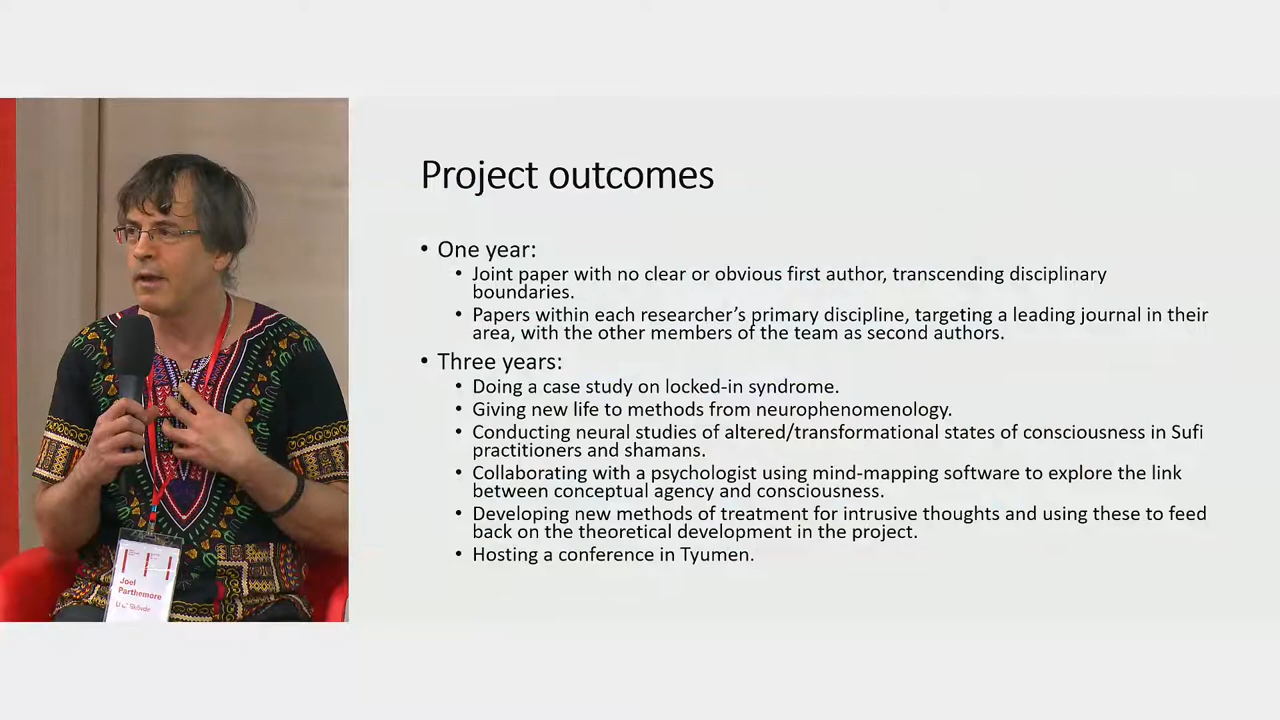 Project outcomes
• One year:
• Joint paper with no clear or obvious first author, transcending disciplinary
boundaries.
• Papers within each researcher’s primary discipline, targeting a leading journal in their
area, with the other members of the team as second authors.
• Three years:
• Doing a case study on locked-in syndrome.
• Giving new life to methods from neurophenomenology.
• Conducting neural studies of altered/transformational states of consciousness in Sufi
practitioners and shamans.
• Collaborating with a psychologist using mind-mapping software to explore the link
between conceptual agency and consciousness.
• Developing new methods of treatment for intrusive thoughts and using these to feed
back on the theoretical development in the project.
• Hosting a conference in Tyumen.
Joel
Parthemore